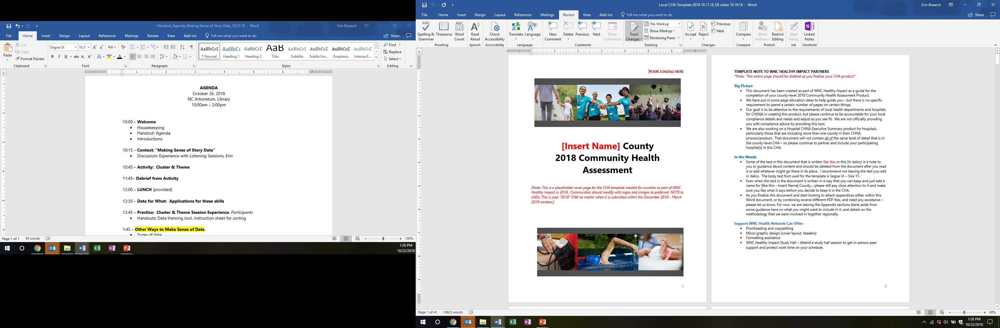 Handout_Agenda_Making Sense of Story Data_10.22.18 - Word
Erin Braasch
File Home Insert Design Layout References Mailings Review View Add-ins Tell me what you want to do Share
Paste
Cut
Copy
Format Painter
Segoe UI 10.5
Clipboard Font Paragraph Styles Editing
AaBbCcI AaBbCc AaBbCcC AaB AaBbCcI AaBbCcL AaBbCcL AaBbCcL
¶ Normal Heading 1 Heading 2 Title Subtitle Subtle Em... Emphasis Intense E...
Find
Replace
Select
AGENDA
October 26, 2018
NC Arboretum, Library
10:00am – 2:00pm
10:00 – Welcome
• Housekeeping
• Handout: Agenda
• Introductions
10:15 – Context: “Making Sense of Story Data”
• Discussion: Experience with Listening Sessions, Erin
10:45 – Activity:  Cluster & Theme
11:45– Debrief from Activity
12:00 – LUNCH (provided)
12:30 – Data for What:  Applications for these skills
12:45 – Practice:  Cluster & Theme Session Experience, Participants
• Handouts: Data theming tool, instruction sheet for sorting
1:45 – Other Ways to Make Sense of Data
• Types of data
Page 1 of 1 95 words 100%
1:26 PM
10/22/2018
Local CHA Template 2018 10.17.18_EB notes 10.19.18 - Word
Erin Braasch
File Home Insert Design Layout References Mailings Review View Add-ins Tell me what you want to do Share
Spelling & Grammar
Thesaurus
Word Count
Read Aloud
Check Accessibility
Translate
Language
New Comment
Delete
Previous
Next
Show Comments
Track Changes
No Markup
Show Markup
Reviewing Pane
Accept
Reject
Previous
Next
Compare
Block Authors
Restrict Editing
Start Inking
Linked Notes
Proofing Speech Accessibility Language Comments Tracking Changes Compare Protect Ink OneNote
YOUR LOGO(s) HERE
[Insert Name] County
2018 Community Health
Assessment
[Note: This is a placeholder cover page for the CHA template created for counties as part of WNC
Healthy Impact in 2018.  Communities should modify with logos and images as preferred. NOTE to
LHDs: This is your “2018” CHA no matter when it is submitted within the December 2018 – March
2019 window.]
1
TEMPLATE NOTE TO WNC HEALTHY IMPACT PARTNERS
*Note:  This entire page should be deleted as you finalize your CHA product*
Big Picture
• This document has been created as part of WNC Healthy Impact as a guide for the
completion of your county-level 2018 Community Health Assessment Product.
• We have put in some page allocation ideas to help guide you – but there is no specific
requirement to spend a certain number of pages on certain things.
• Our goal is to be attentive to the requirements of local health departments and hospitals
for CH(N)A in creating this product, but please continue to be accountable for your local
compliance details and needs and adjust as you see fit.  We are not officially providing
you with compliance advice by providing this tool.
• We are also working on a Hospital CHNA Executive Summary product for hospitals,
particularly those that are including more than one county in their CHNA
process/product.  That document will not contain all of the same level of detail that is in
the county-level CHA – so please continue to partner and include your participating
hospital(s) in this CHA.
In the Weeds
• Some of the text in this document that is written like this or this (in italics) is a note to
you or guidance about content and should be deleted from the document after you read
it or add whatever might go there in its place.  I recommend not leaving the text you add
in italics.  The body text font used for the template is Segoe UI – Size 11.
• Even when the text in the document is written in a way that you can keep and just add a
name for [like this – Insert Name] County... please still pay close attention to it and make
sure you like what it says before you decide to keep it in the CHA.
• As you finalize this document and start looking to attach appendices either within this
Word document, or by combining several different PDF files, and need any assistance –
please let us know. For now, we are leaving the Appendix sections blank aside from
some guidance here on what you might want to include in it, and details on the
methodology that we were involved in together regionally.
Support WNC Health Network Can Offer:
• Proofreading and copyediting
• Minor graphic design (cover layout, headers)
• Formatting assistance
• WNC Healthy Impact Study Hall – Attend a study hall session to get in-person peer
support and protect work time on your schedule.
2
Page 1 of 41 10623 words 80%
1:26 PM
10/22/2018